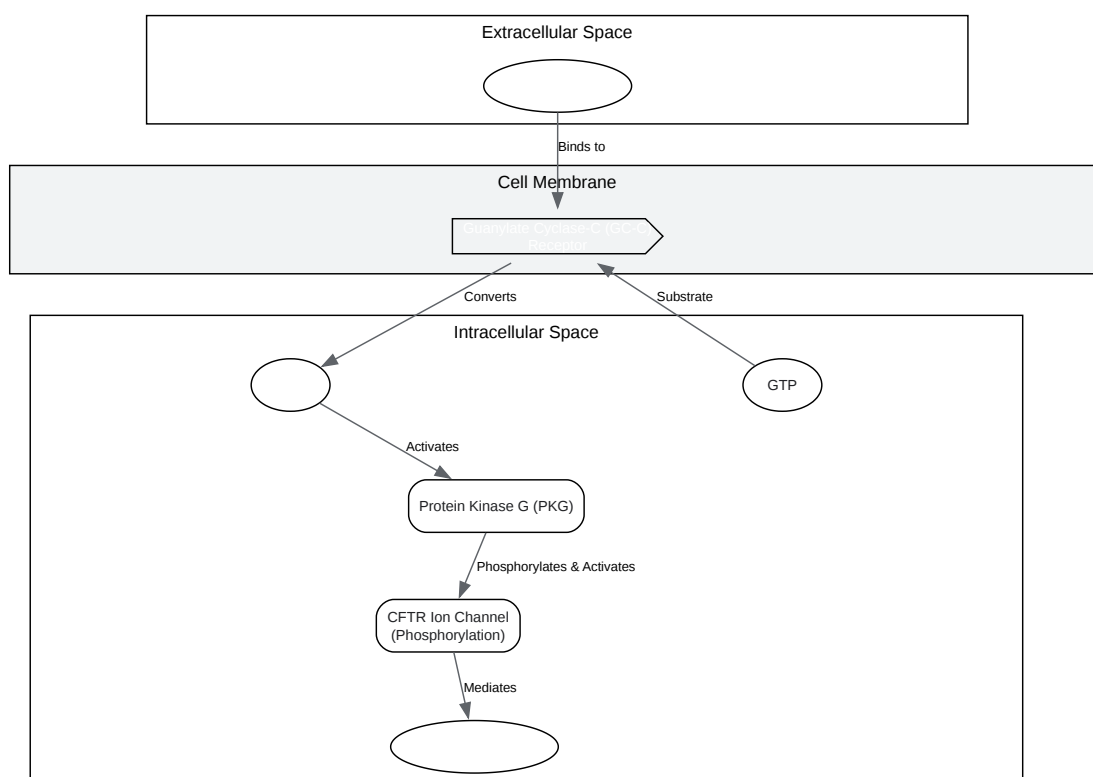 Extracellular Space
Binds to
Cell Membrane
Guanylate Cyclase-C (GC-C)
Receptor
Converts
Substrate
Intracellular Space
GTP
Activates
Protein Kinase G (PKG)
Phosphorylates & Activates
CFTR Ion Channel
(Phosphorylation)
Mediates